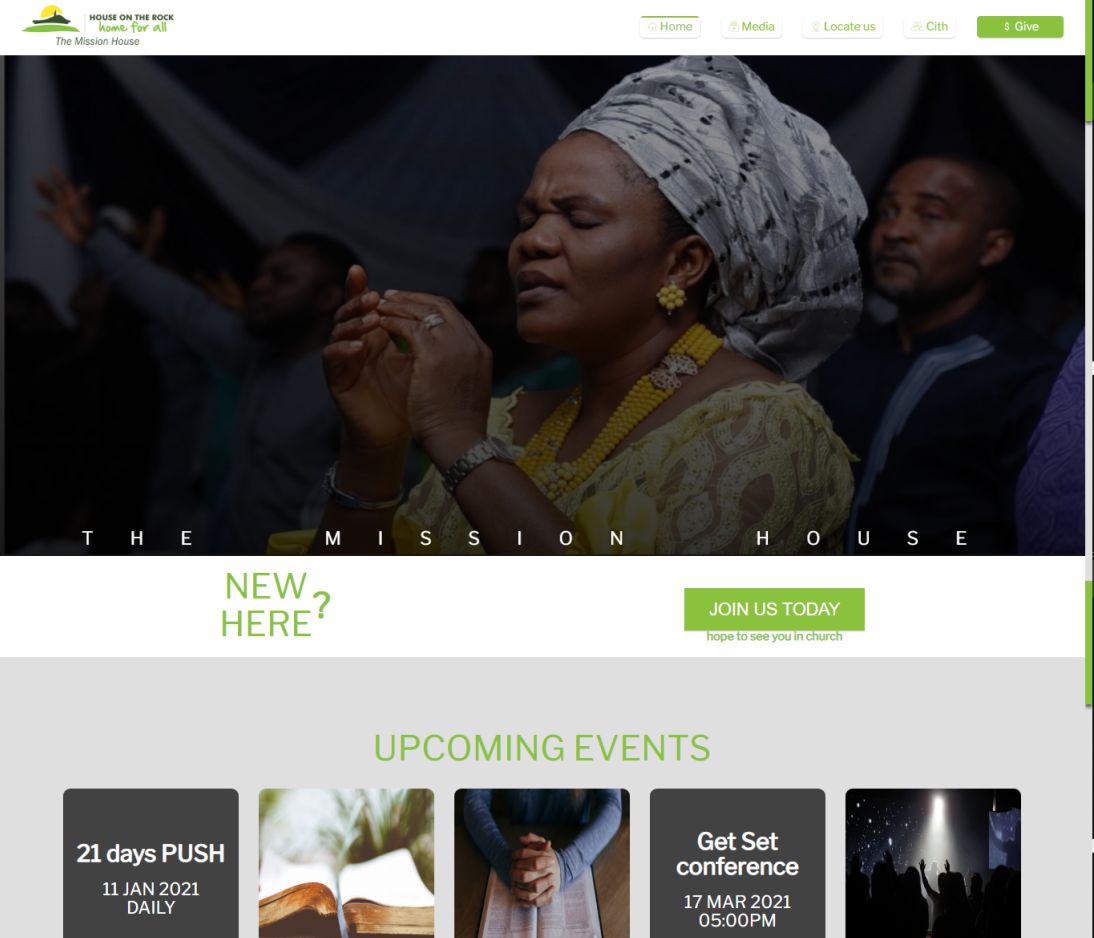 HOUSE ON THE ROCK
home for all
The Mission House
Home
Media
Locate us
Cith
$ Give
THE MISSION HOUSE
NEW
HERE?
JOIN US TODAY
hope to see you in church
UPCOMING EVENTS
21 days PUSH
11 JAN 2021
DAILY
Get Set
conference
17 MAR 2021
05:00PM